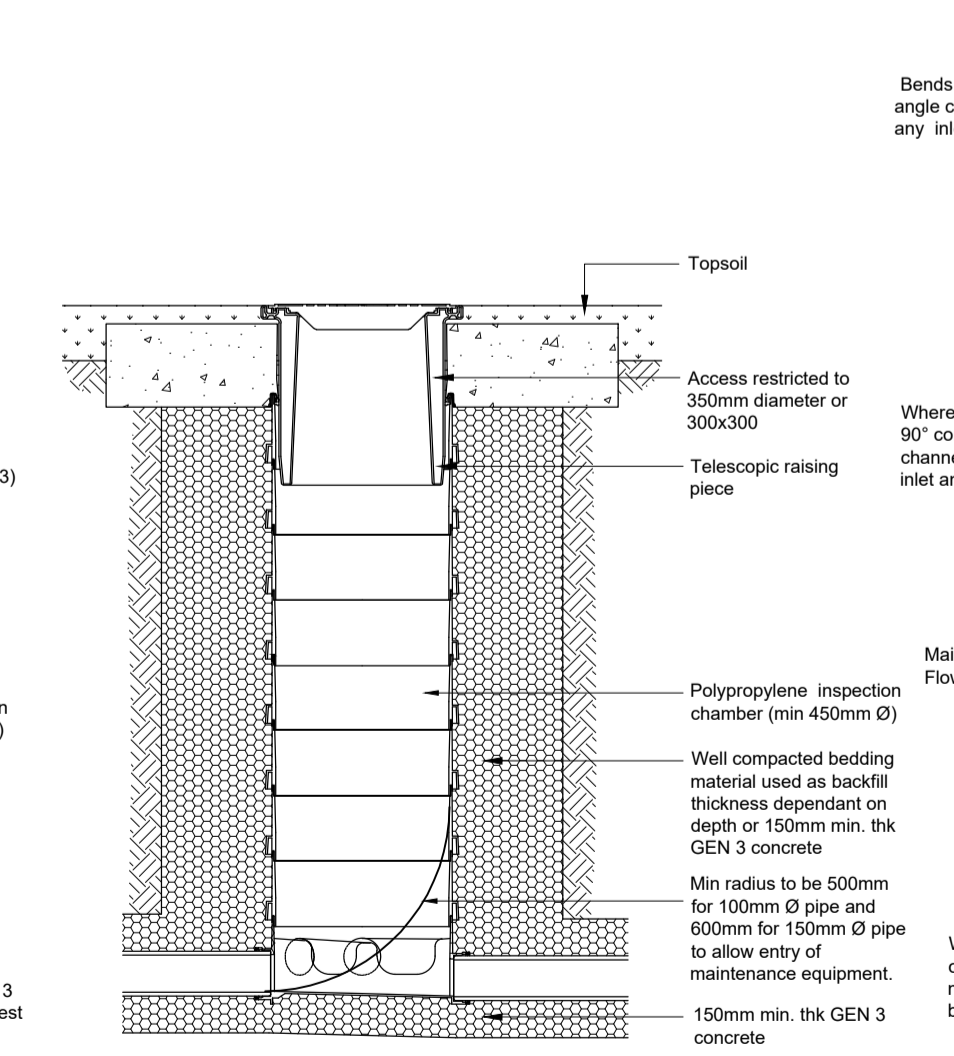 Bends
angle c
any inl
Topsoil
Access restricted to
350mm diameter or
300x300
Telescopic raising
piece
Where
90° co
channe
inlet ar
3)
Mai
Flow
n
)
Polypropylene inspection
chamber (min 450mm Ø)
Well compacted bedding
material used as backfill
thickness dependant on
depth or 150mm min. thk
GEN 3 concrete
Min radius to be 500mm
for 100mm Ø pipe and
600mm for 150mm Ø pipe
to allow entry of
maintenance equipment.
3
est
150mm min. thk GEN 3
concrete